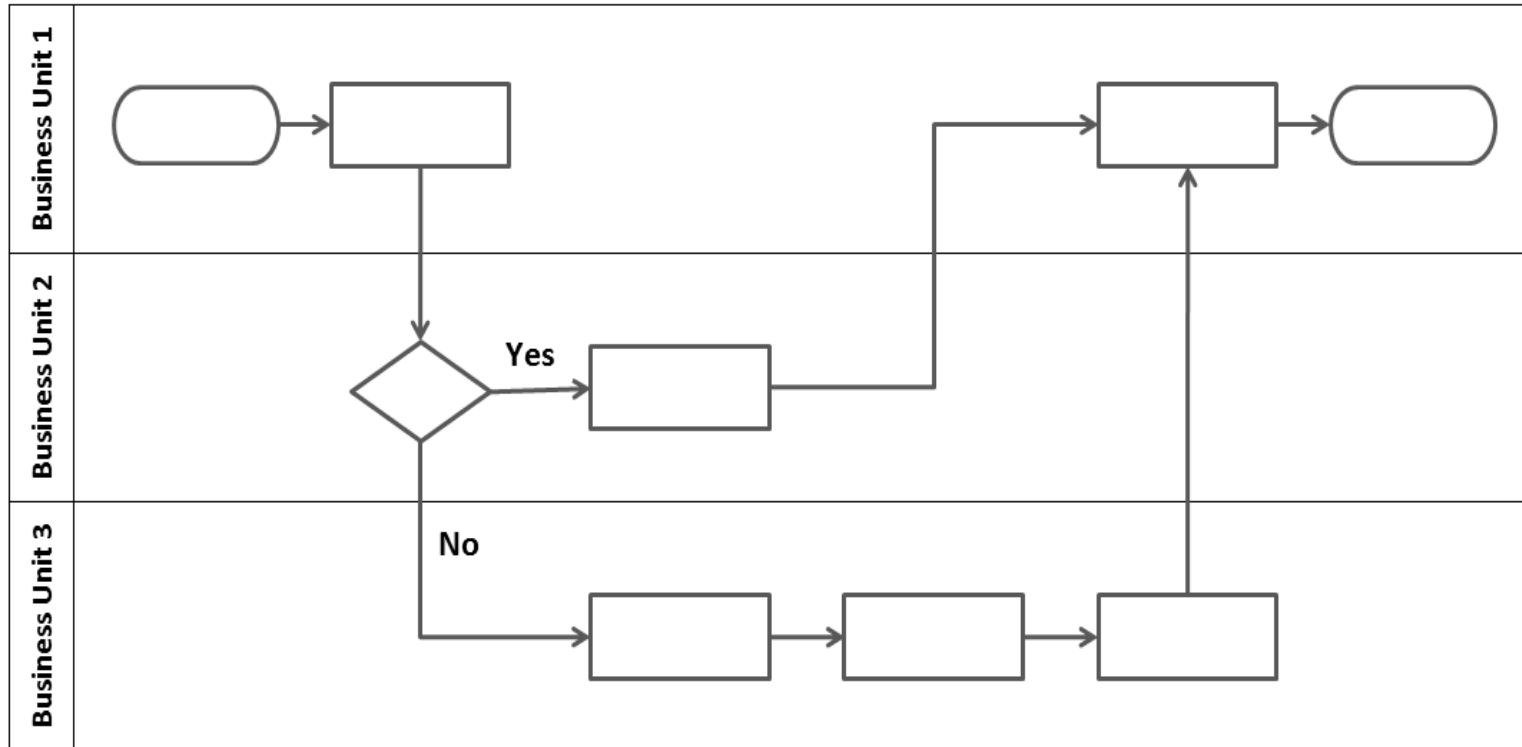 Business Unit 1
Business Unit 2
Yes
Business Unit 3
No